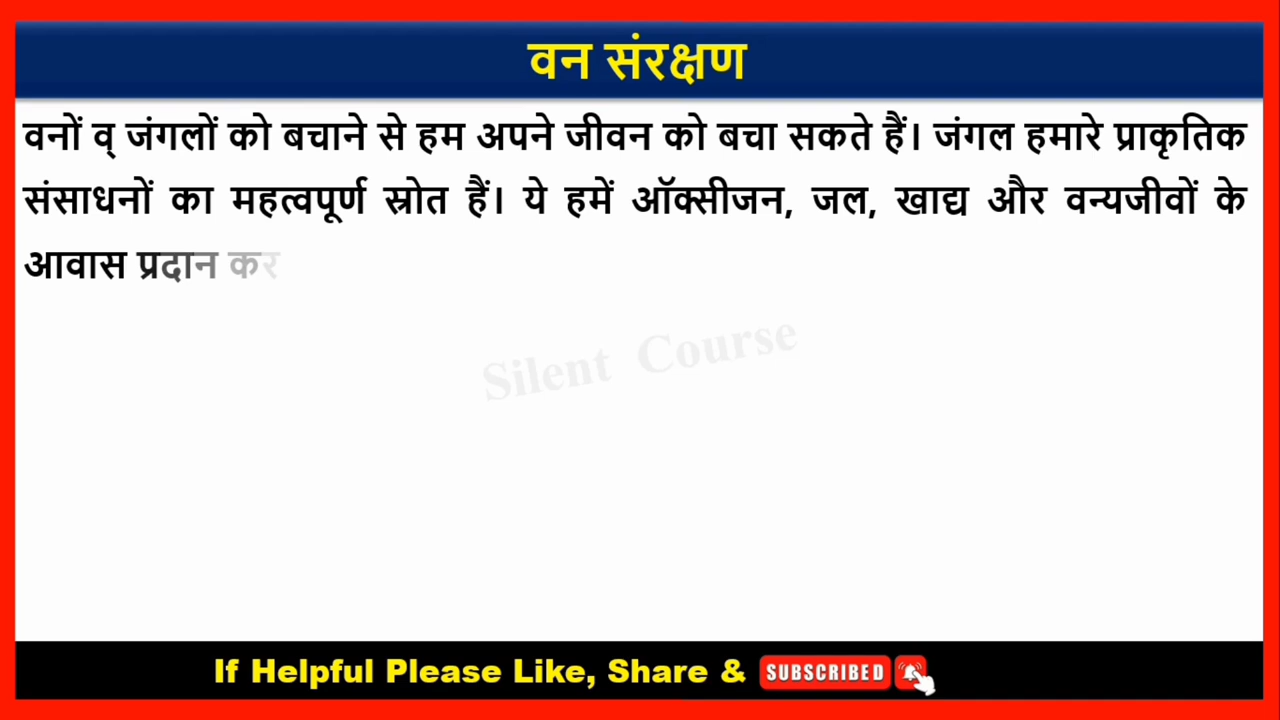 वन संरक्षण
वनों व् जंगलों को बचाने से हम अपने जीवन को बचा सकते हैं। जंगल हमारे प्राकृतिक
संसाधनों का महत्वपूर्ण स्रोत हैं। ये हमें ऑक्सीजन, जल, खाद्य और वन्यजीवों के
आवास प्रदान कर
Silent Course
If Helpful Please Like, Share & SUBSCRIBED